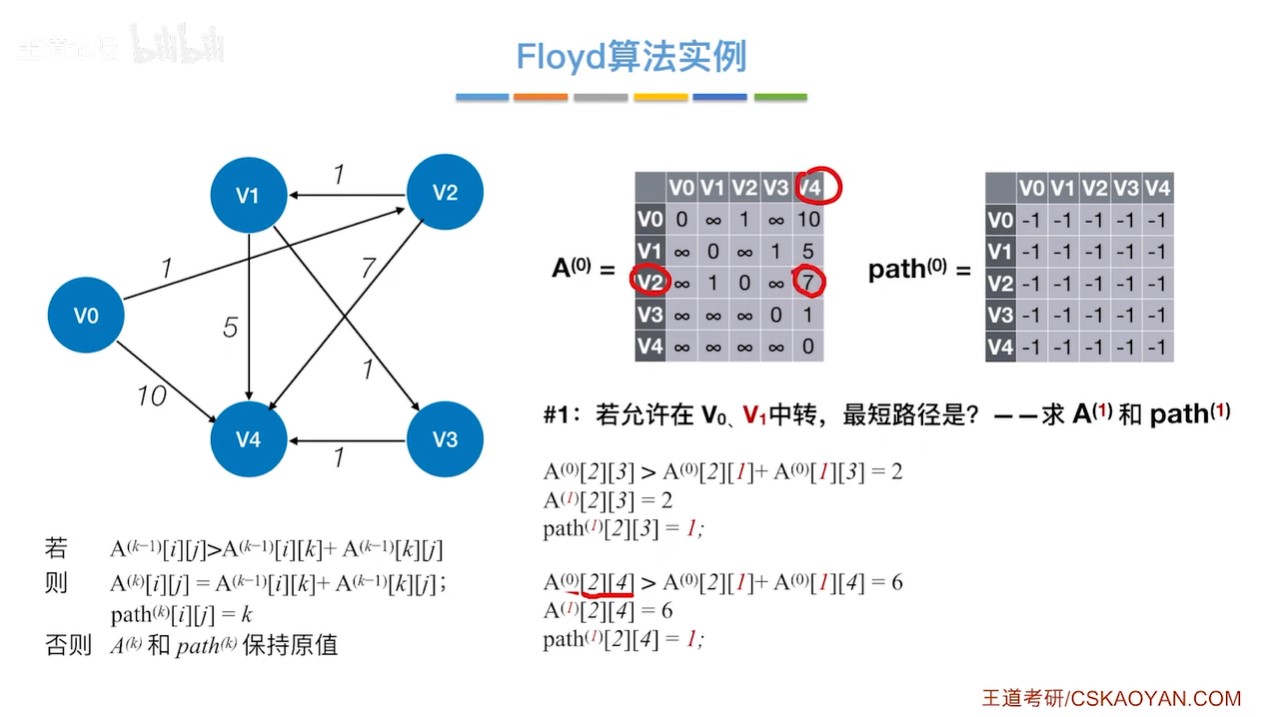 bilibili
Floyd算法实例
V1
1
V2
1
7
V0
5
10
1
V4
1
V3
A(0) =
V0 V1 V2 V3 V4
V0 0 ∞ 1 ∞ 10
V1 ∞ 0 ∞ 1 5
V2 ∞ 1 0 ∞ 7
V3 ∞ ∞ ∞ 0 1
V4 ∞ ∞ ∞ ∞ 0
path(0) =
V0 V1 V2 V3 V4
V0 -1 -1 -1 -1 -1
V1 -1 -1 -1 -1 -1
V2 -1 -1 -1 -1 -1
V3 -1 -1 -1 -1 -1
V4 -1 -1 -1 -1 -1
#1：若允许在 V0、V1中转，最短路径是？——求 A(1) 和 path(1)
A(0)[2][3] > A(0)[2][1]+ A(0)[1][3] = 2
A(1)[2][3] = 2
path(1)[2][3] = 1;
A(0)[2][4] > A(0)[2][1]+ A(0)[1][4] = 6
A(1)[2][4] = 6
path(1)[2][4] = 1;
若 A(k−1)[i][j]>A(k−1)[i][k]+ A(k−1)[k][j]
则 A(k)[i][j] = A(k−1)[i][k]+ A(k−1)[k][j]；
path(k)[i][j] = k
否则 A(k) 和 path(k) 保持原值
王道考研/CSKAOYAN.COM